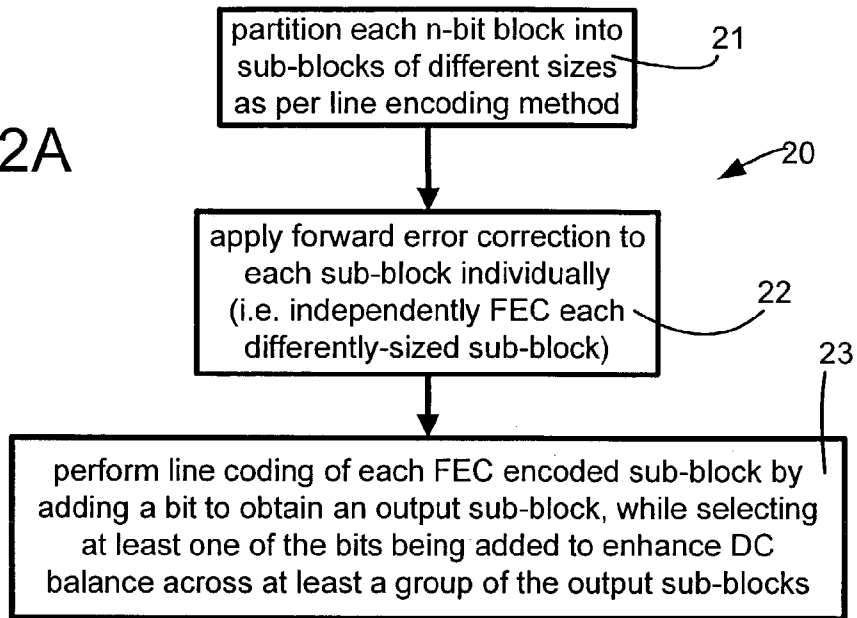 partition each n-bit block into
sub-blocks of different sizes
as per line encoding method
21
2A
20
apply forward error correction to
each sub-block individually
(i.e. independently FEC each
differently-sized sub-block)
22
23
perform line coding of each FEC encoded sub-block by
adding a bit to obtain an output sub-block, while selecting
at least one of the bits being added to enhance DC
balance across at least a group of the output sub-blocks